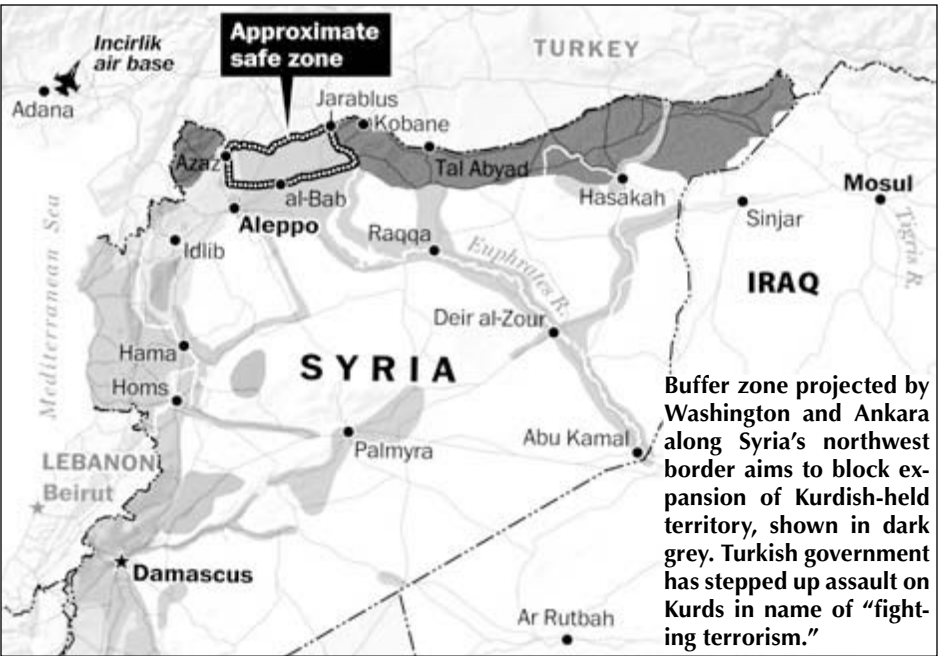 Incirlik
air base
Approximate
safe zone
TURKEY
Adana
Jarablus
Kobane
Azaz
Tal Abyad
al-Bab
Hasakah
Mosul
Aleppo
Sinjar
Idlib
Raqqa
Euphrates R.
Tigris R.
IRAQ
Mediterranean Sea
Deir al-Zour
Hama
SYRIA
Homs
Palmyra
Abu Kamal
LEBANON
Beirut
Damascus
Ar Rutbah
Buffer zone projected by
Washington and Ankara
along Syria’s northwest
border aims to block ex-
pansion of Kurdish-held
territory, shown in dark
grey. Turkish government
has stepped up assault on
Kurds in name of “fight-
ing terrorism.”